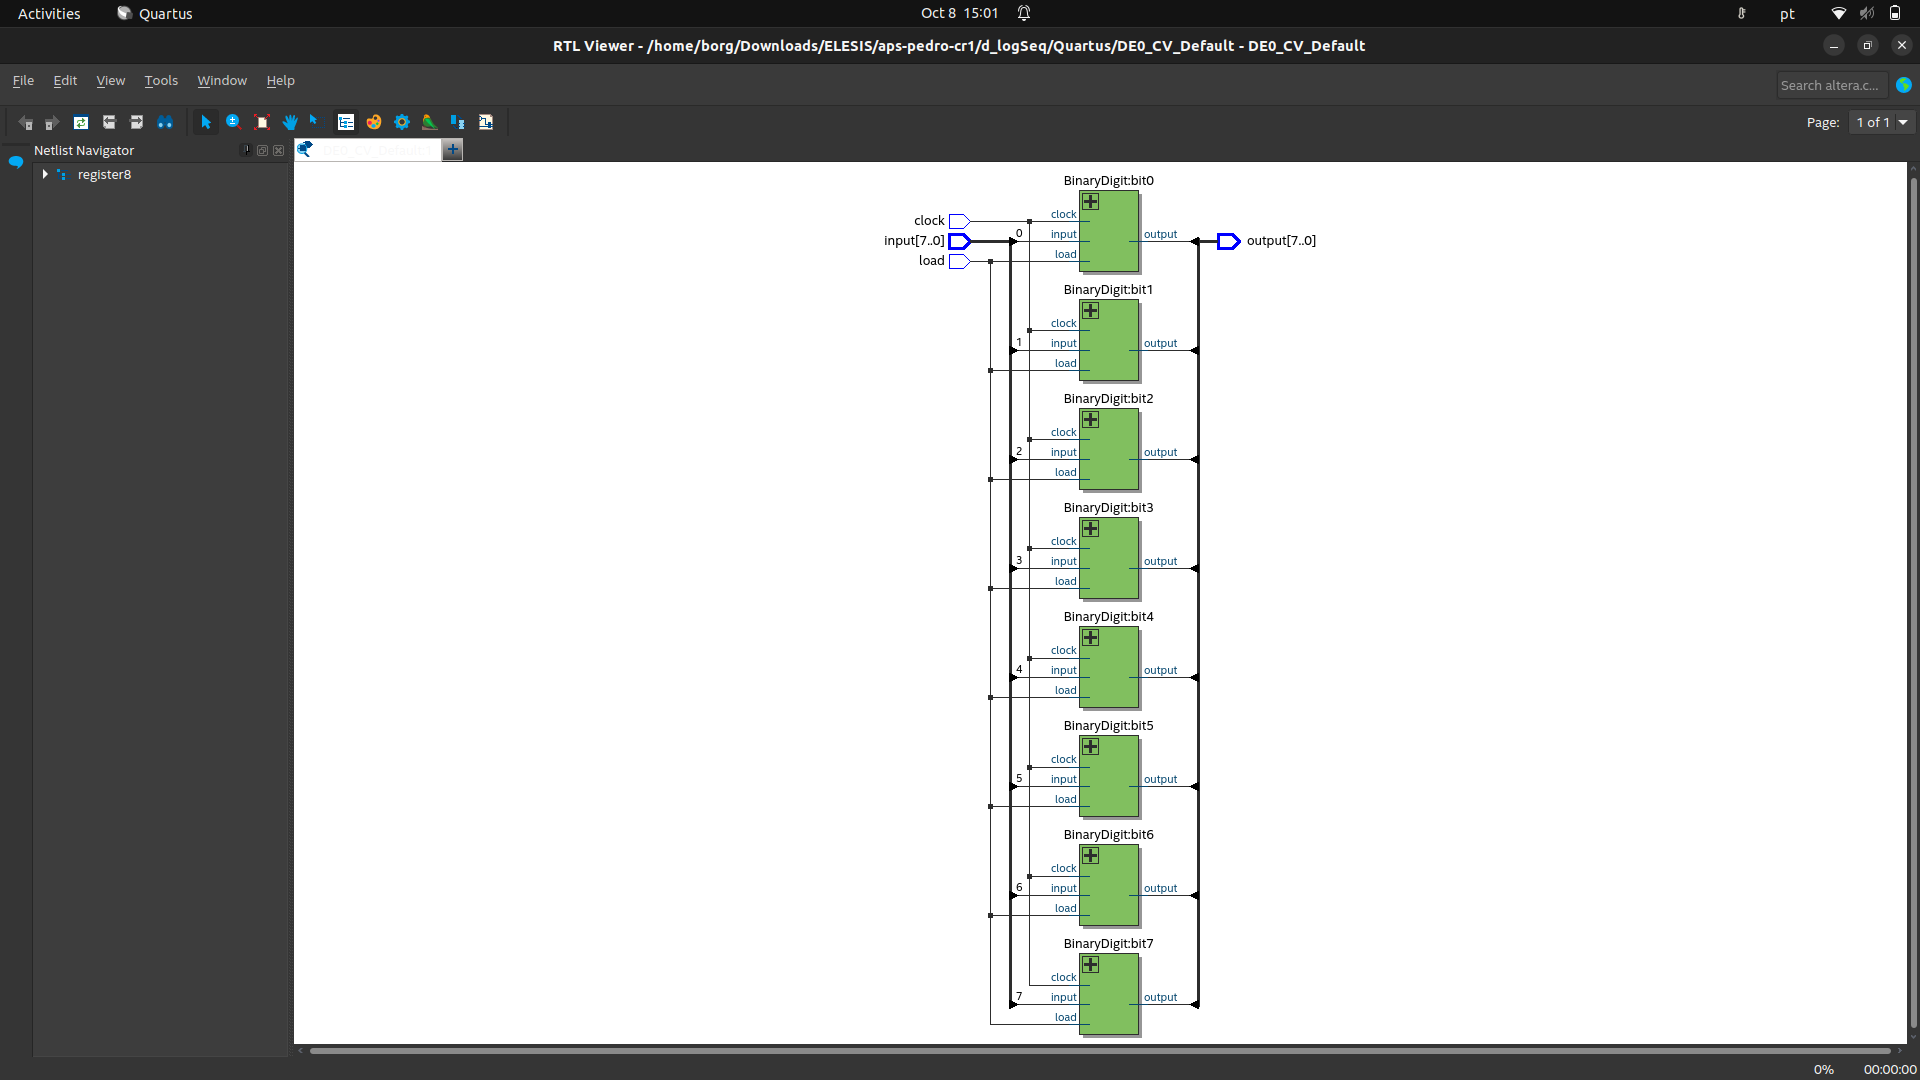 Activities Quartus Oct 8 15:01 pt
RTL Viewer - /home/borg/Downloads/ELESIS/aps-pedro-cr1/d_logSeq/Quartus/DE0_CV_Default - DE0_CV_Default
File Edit View Tools Window Help Search altera.c...
Page: 1 of 1
Netlist Navigator
register8
BinaryDigit:bit0
clock clock
input[7..0] 0 input output output[7..0]
load load
BinaryDigit:bit1
clock
1 input output
load
BinaryDigit:bit2
clock
2 input output
load
BinaryDigit:bit3
clock
3 input output
load
BinaryDigit:bit4
clock
4 input output
load
BinaryDigit:bit5
clock
5 input output
load
BinaryDigit:bit6
clock
6 input output
load
BinaryDigit:bit7
clock
7 input output
load
0% 00:00:00